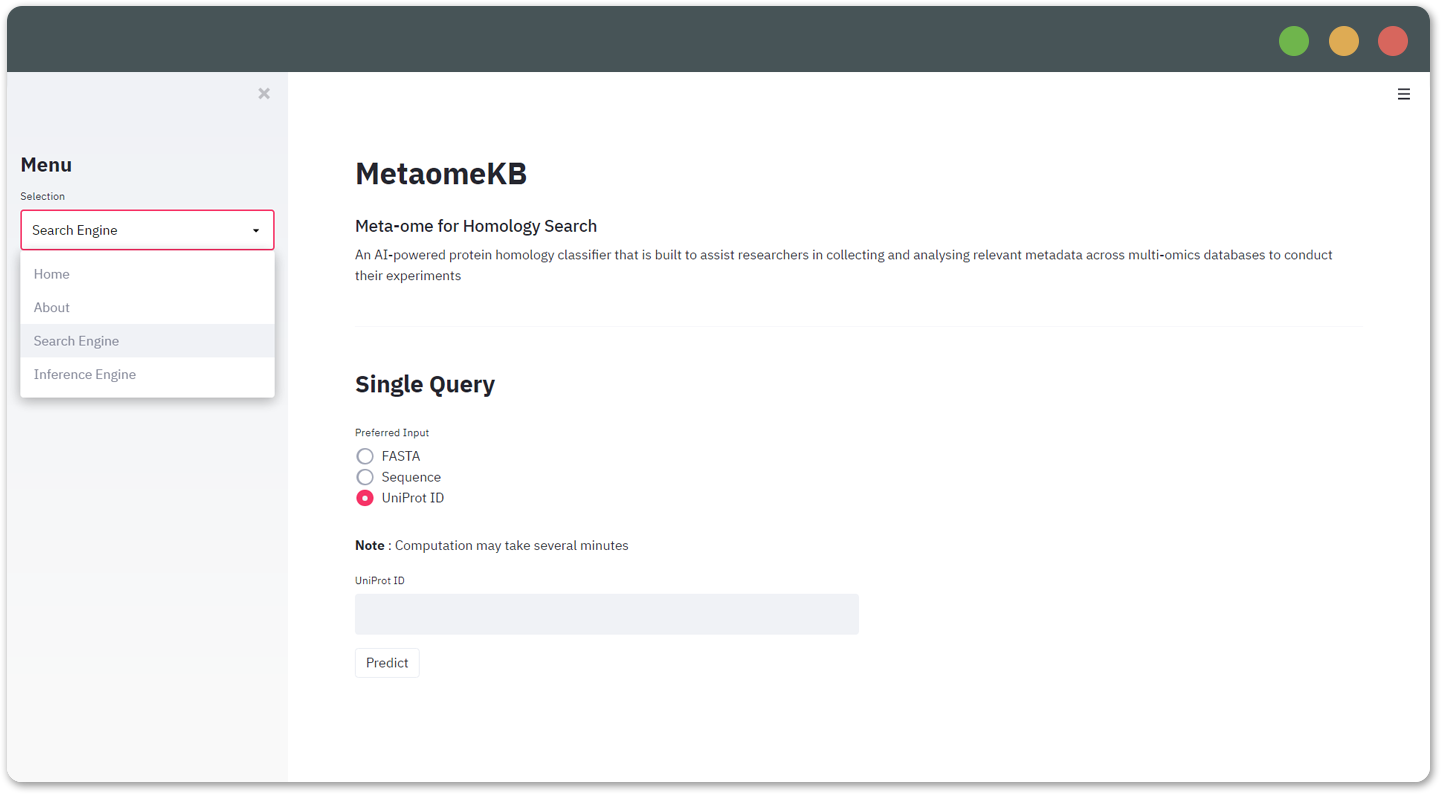 Menu
Selection
Search Engine
Home
About
Search Engine
Inference Engine
MetaomeKB
Meta-ome for Homology Search
An AI-powered protein homology classifier that is built to assist researchers in collecting and analysing relevant metadata across multi-omics databases to conduct
their experiments
Single Query
Preferred Input
FASTA
Sequence
UniProt ID
Note : Computation may take several minutes
UniProt ID
Predict